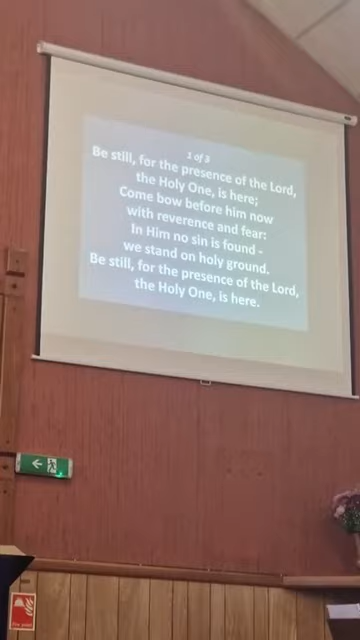 1 of 3
Be still, for the presence of the Lord,
the Holy One, is here;
Come bow before him now
with reverence and fear:
In Him no sin is found -
we stand on holy ground.
Be still, for the presence of the Lord,
the Holy One, is here.